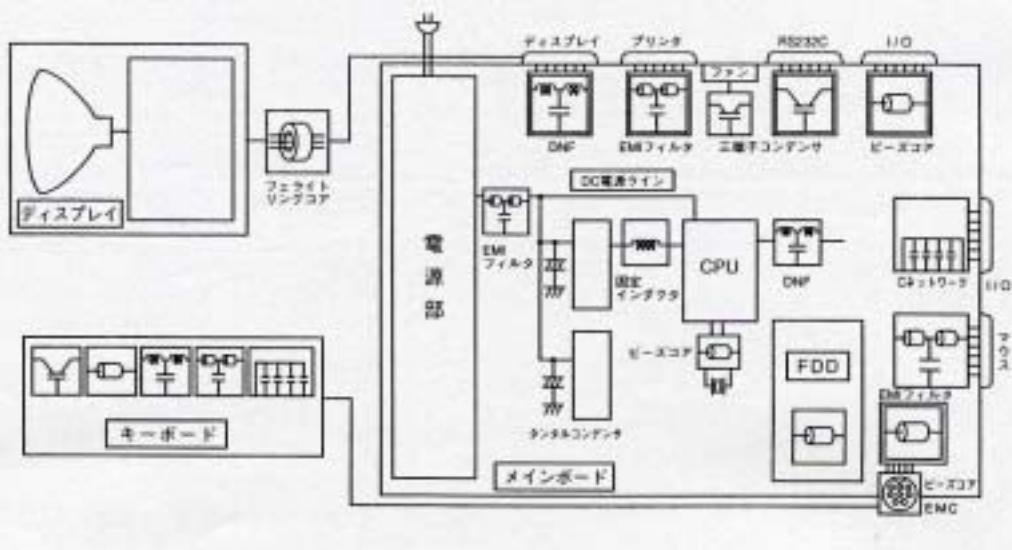 ディスプレイ
プリンタ
RS232C
I/O
ファン
DNF
EMIフィルタ
三端子コンデンサ
ビーズコア
フェライト
リングコア
ディスプレイ
DC電源ライン
電源部
EMI
フィルタ
固定
インダクタ
CPU
DNF
Cネットワーク
I/O
ビーズコア
FDD
マウス
EMIフィルタ
キーボード
タンタルコンデンサ
メインボード
ビーズコア
EMC